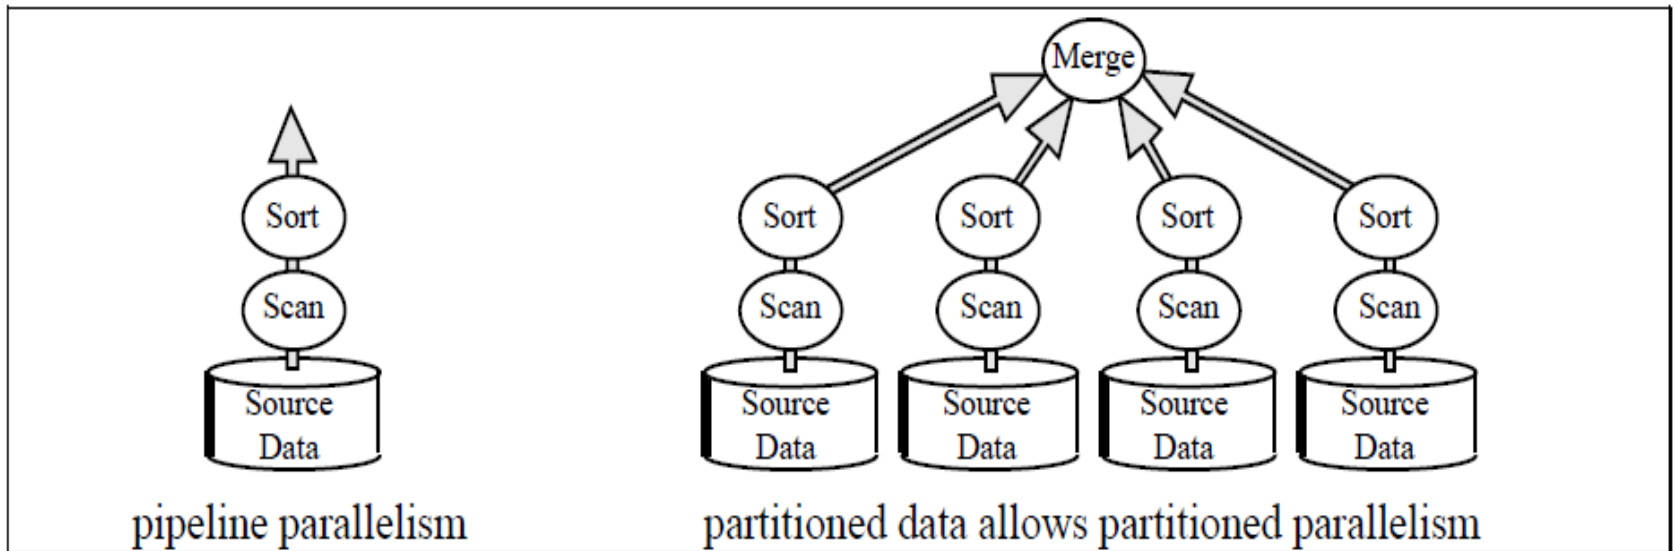 Merge
Sort
Sort
Sort
Sort
Sort
Scan
Scan
Scan
Scan
Scan
Source
Data
Source
Data
Source
Data
Source
Data
Source
Data
pipeline parallelism
partitioned data allows partitioned parallelism